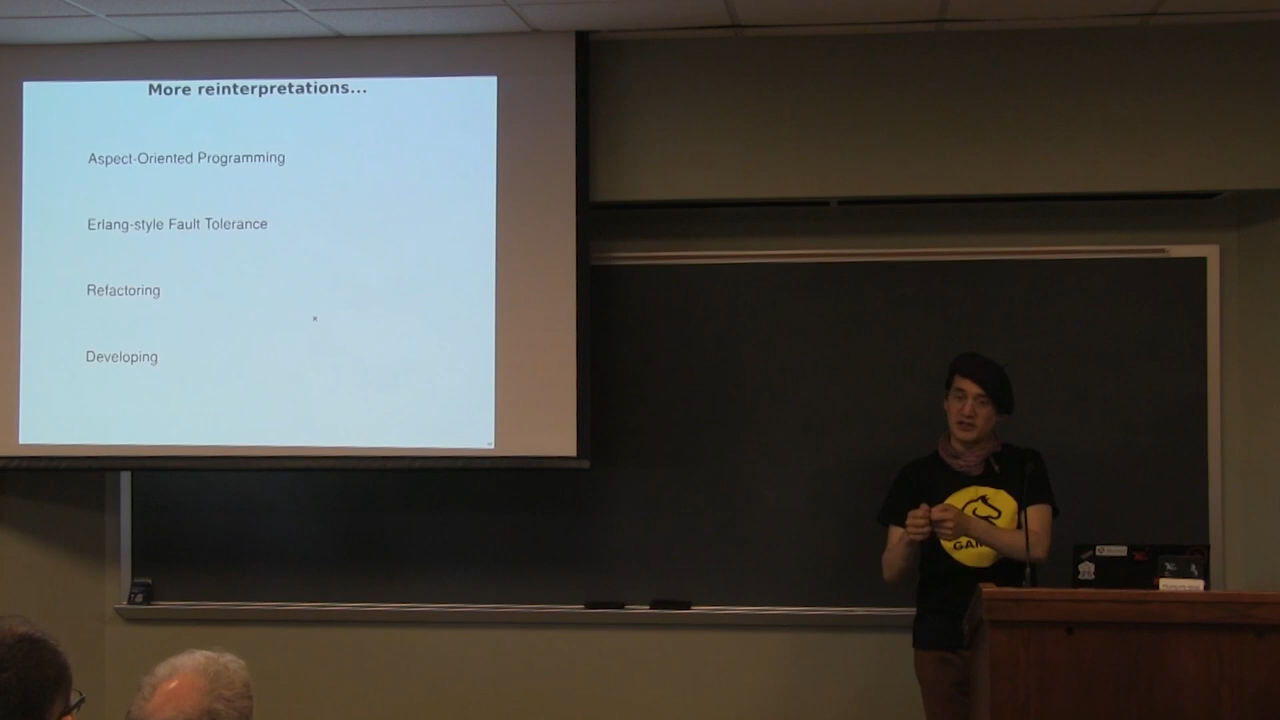 More reinterpretations...
Aspect-Oriented Programming
Erlang-style Fault Tolerance
Refactoring
Developing